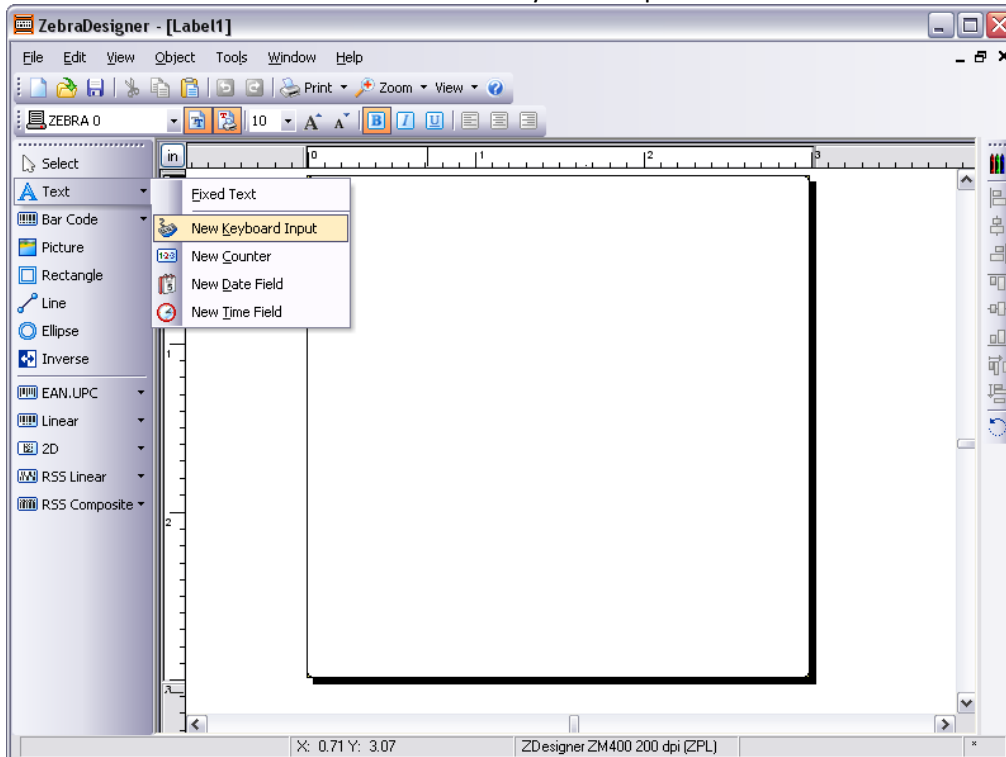 ZebraDesigner - [Label1]
File Edit View Object Tools Window Help
Print Zoom View
ZEBRA 0 10 A A B I U
Select
in
0 1 2 3
Text
Fixed Text
Bar Code
New Keyboard Input
Picture
New Counter
Rectangle
New Date Field
Line
New Time Field
Ellipse
Inverse
1
EAN.UPC
Linear
2D
RSS Linear
RSS Composite
2
X: 0.71 Y: 3.07 ZDesigner ZM400 200 dpi (ZPL) *